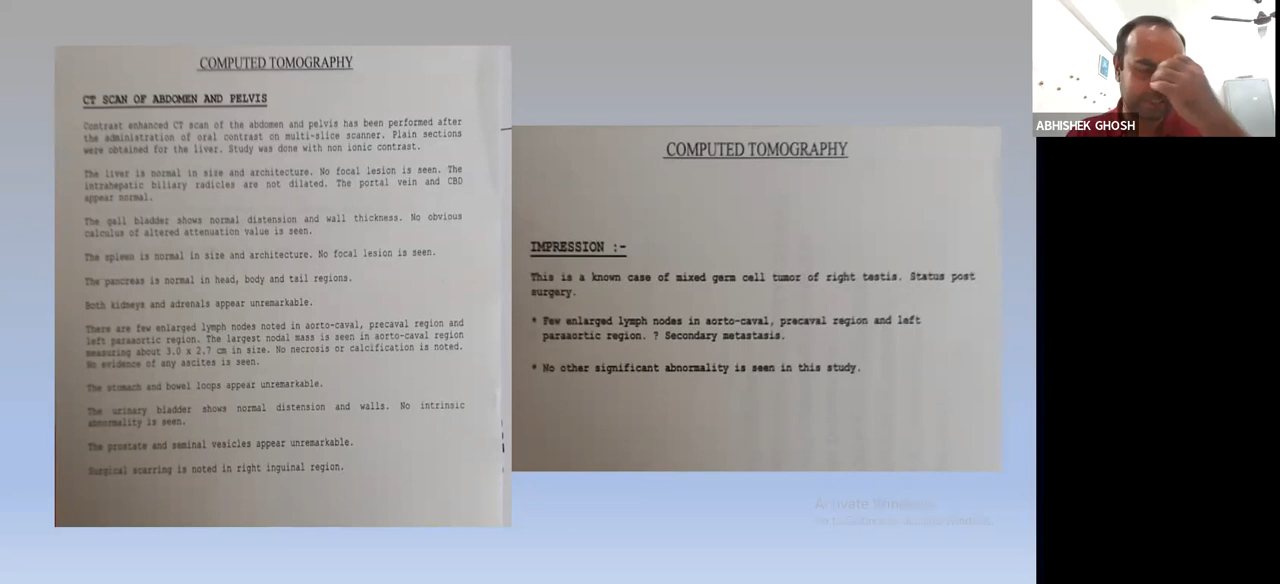 COMPUTED TOMOGRAPHY
CT SCAN OF ABDOMEN AND PELVIS
Contrast enhanced CT scan of the abdomen and pelvis has been performed after
the administration of oral contrast on multi-slice scanner. Plain sections
were obtained for the liver. Study was done with non ionic contrast.
The liver is normal in size and architecture. No focal lesion is seen. The
intrahepatic biliary radicles are not dilated. The portal vein and CBD
appear normal.
The gall bladder shows normal distension and wall thickness. No obvious
calculus of altered attenuation value is seen.
The spleen is normal in size and architecture. No focal lesion is seen.
The pancreas is normal in head, body and tail regions.
Both kidneys and adrenals appear unremarkable.
There are few enlarged lymph nodes noted in aorto-caval, precaval region and
left paraaortic region. The largest nodal mass is seen in aorto-caval region
measuring about 3.0 x 2.7 cm in size. No necrosis or calcification is noted.
No evidence of any ascites is seen.
The stomach and bowel loops appear unremarkable.
The urinary bladder shows normal distension and walls. No intrinsic
abnormality is seen.
The prostate and seminal vesicles appear unremarkable.
Surgical scarring is noted in right inguinal region.
COMPUTED TOMOGRAPHY
IMPRESSION :-
This is a known case of mixed germ cell tumor of right testis. Status post
surgery.
* Few enlarged lymph nodes in aorto-caval, precaval region and left
paraaortic region. ? Secondary metastasis.
* No other significant abnormality is seen in this study.
Activate Windows
ABHISHEK GHOSH